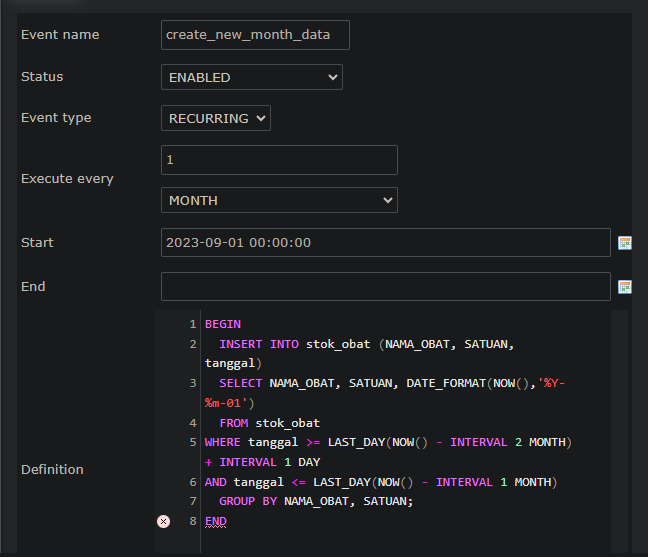 Event name create_new_month_data
Status ENABLED
Event type RECURRING
Execute every 1
MONTH
Start 2023-09-01 00:00:00
End
Definition
1 BEGIN
2 INSERT INTO stok_obat (NAMA_OBAT, SATUAN,
tanggal)
3 SELECT NAMA_OBAT, SATUAN, DATE_FORMAT(NOW(),'%Y-
%m-01')
4 FROM stok_obat
5 WHERE tanggal >= LAST_DAY(NOW() - INTERVAL 2 MONTH)
+ INTERVAL 1 DAY
6 AND tanggal <= LAST_DAY(NOW() - INTERVAL 1 MONTH)
7 GROUP BY NAMA_OBAT, SATUAN;
8 END